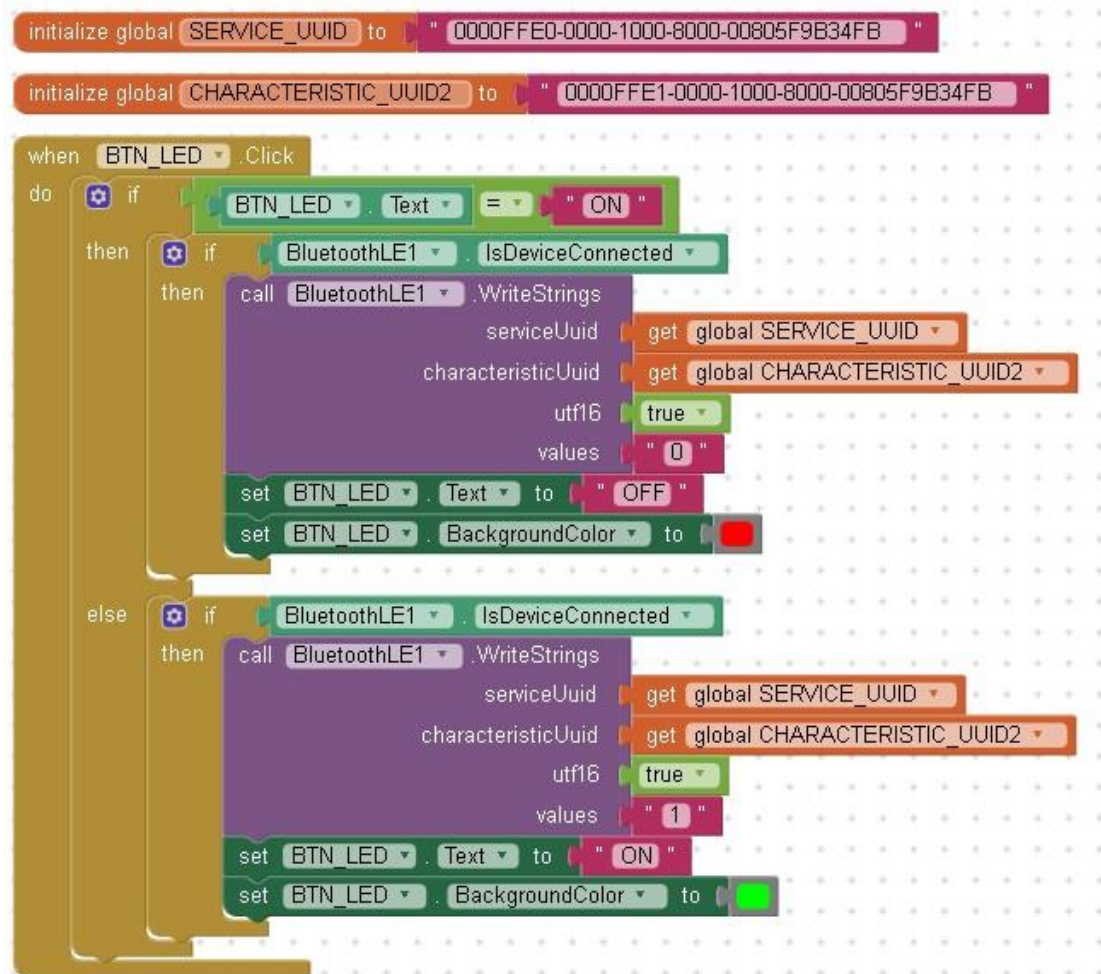 initialize global SERVICE_UUID to " 0000FFE0-0000-1000-8000-00805F9B34FB "
initialize global CHARACTERISTIC_UUID2 to " 0000FFE1-0000-1000-8000-00805F9B34FB "
when BTN_LED .Click
do if BTN_LED . Text = " ON "
then if BluetoothLE1 . IsDeviceConnected
then call BluetoothLE1 .WriteStrings
serviceUuid get global SERVICE_UUID
characteristicUuid get global CHARACTERISTIC_UUID2
utf16 true
values " 0 "
set BTN_LED . Text to " OFF "
set BTN_LED . BackgroundColor to
else if BluetoothLE1 . IsDeviceConnected
then call BluetoothLE1 .WriteStrings
serviceUuid get global SERVICE_UUID
characteristicUuid get global CHARACTERISTIC_UUID2
utf16 true
values " 1 "
set BTN_LED . Text to " ON "
set BTN_LED . BackgroundColor to